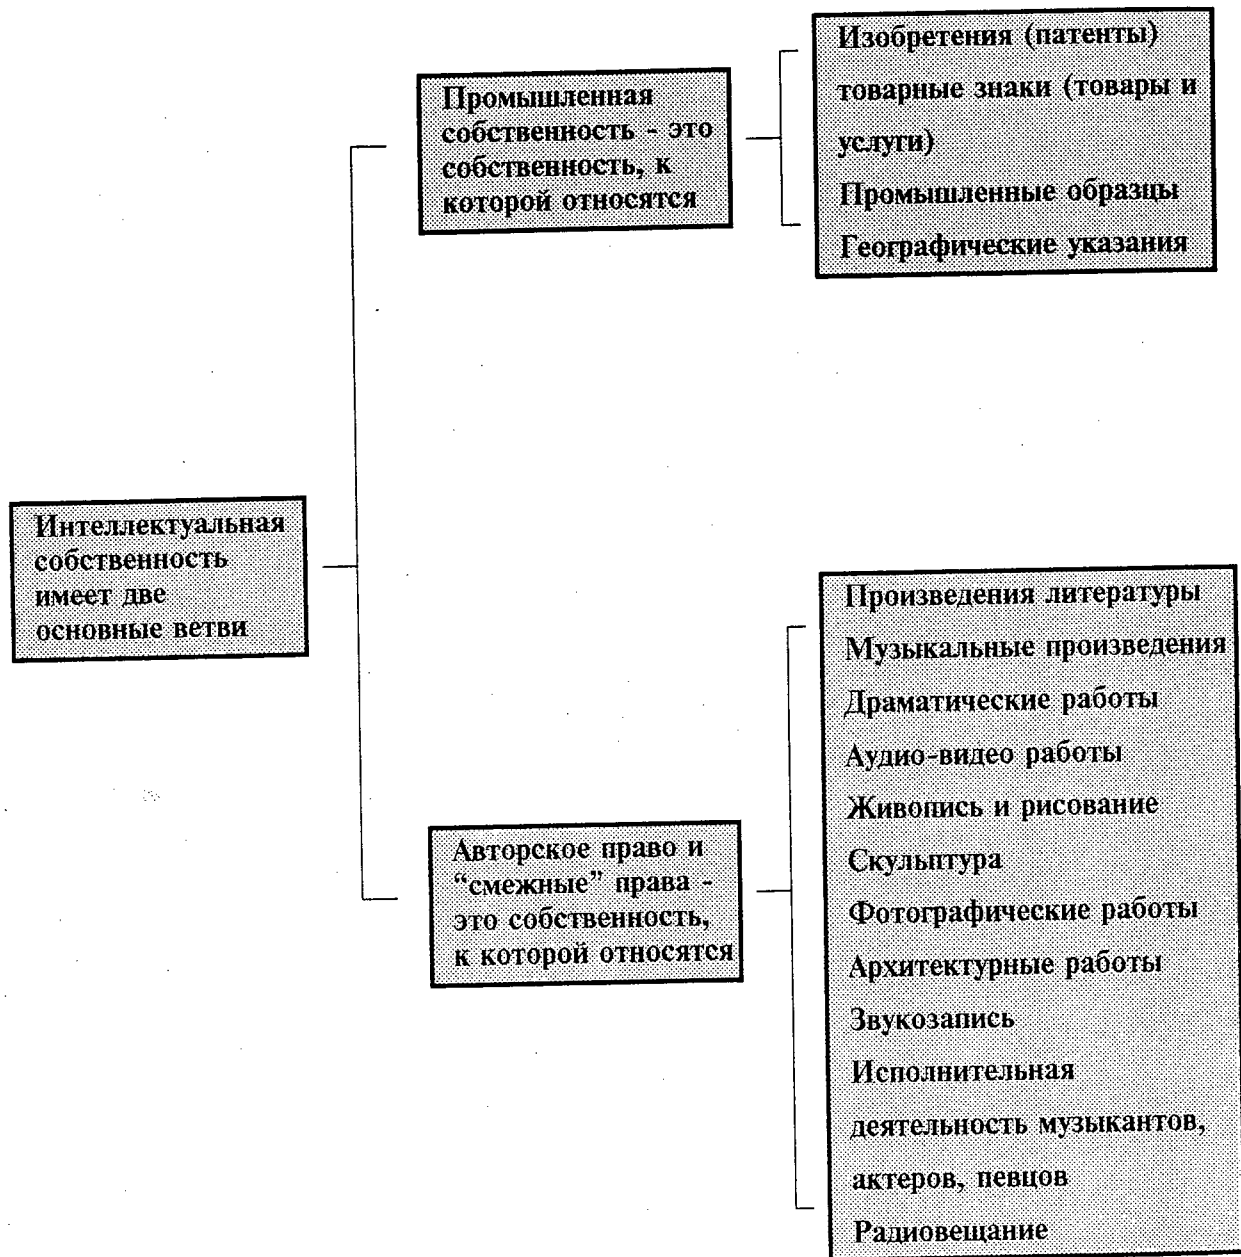 Интеллектуальная
собственность
имеет две
основные ветви
Промышленная
собственность - это
собственность, к
которой относятся
Изобретения (патенты)
товарные знаки (товары и
услуги)
Промышленные образцы
Географические указания
Авторское право и
“смежные” права -
это собственность,
к которой относятся
Произведения литературы
Музыкальные произведения
Драматические работы
Аудио-видео работы
Живопись и рисование
Скульптура
Фотографические работы
Архитектурные работы
Звукозапись
Исполнительная
деятельность музыкантов,
актеров, певцов
Радиовещание